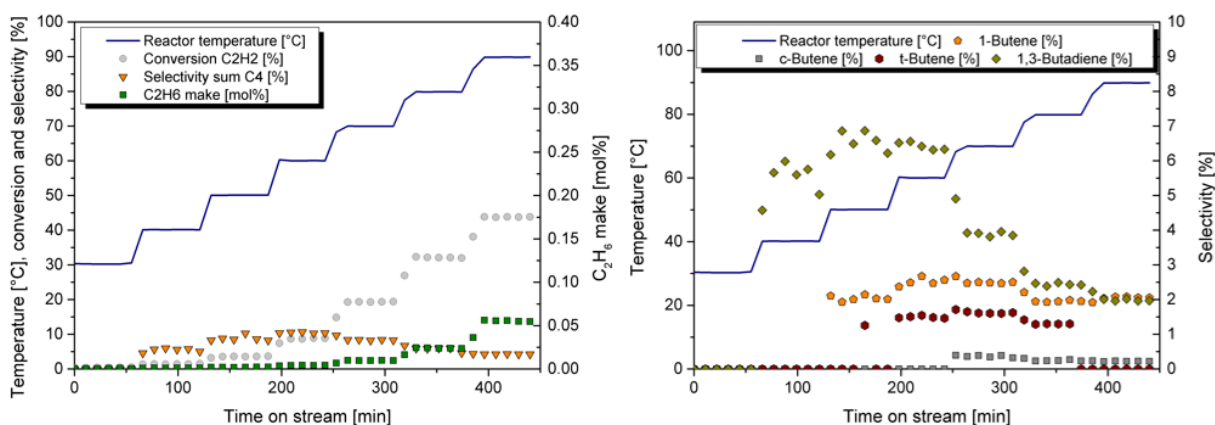 Temperature [°C], conversion and selectivity [%]
100
90
80
70
60
50
40
30
20
10
0
Reactor temperature [°C]
Conversion C2H2 [%]
Selectivity sum C4 [%]
C2H6 make [mol%]
0.40
0.35
0.30
0.25
0.20
0.15
0.10
0.05
0.00
C₂H₆ make [mol%]
0 100 200 300 400
Time on stream [min]
Temperature [°C]
100
80
60
40
20
0
Reactor temperature [°C] 1-Butene [%]
c-Butene [%] t-Butene [%] 1,3-Butadiene [%]
10
9
8
7
6
5
4
3
2
1
0
Selectivity [%]
0 100 200 300 400
Time on stream [min]